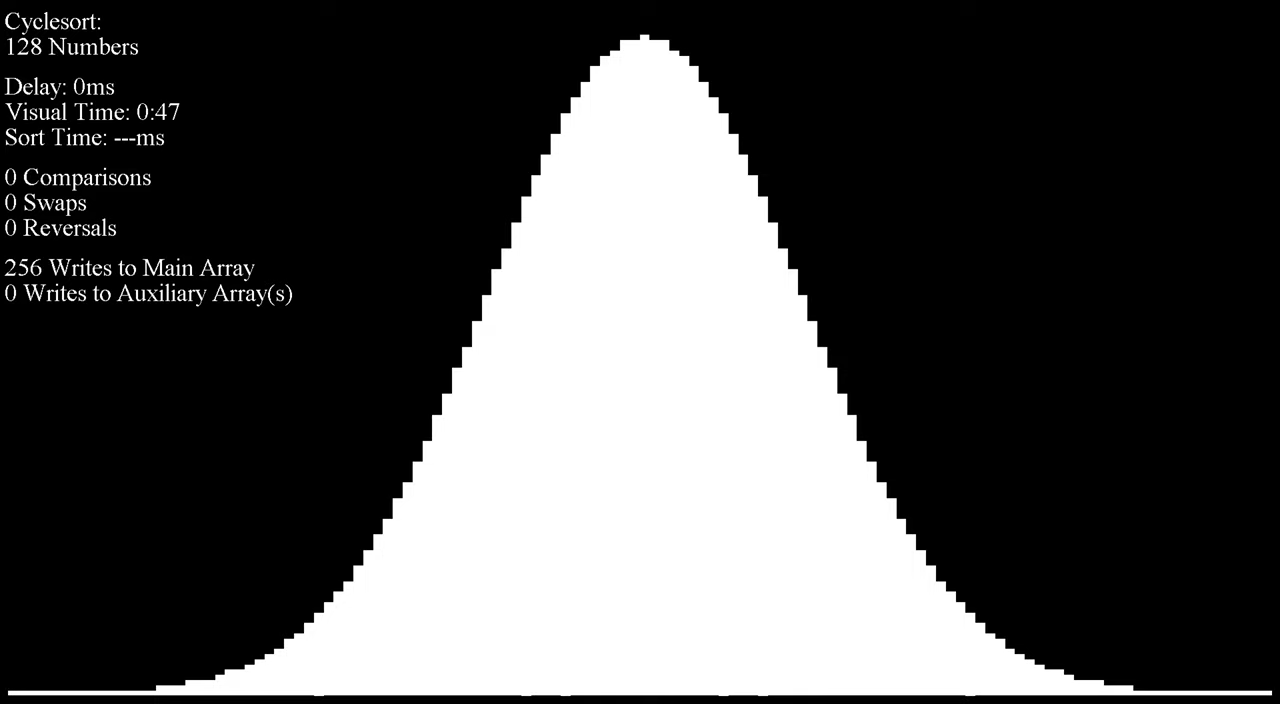 Cyclesort:
128 Numbers
Delay: 0ms
Visual Time: 0:47
Sort Time: ---ms
0 Comparisons
0 Swaps
0 Reversals
256 Writes to Main Array
0 Writes to Auxiliary Array(s)